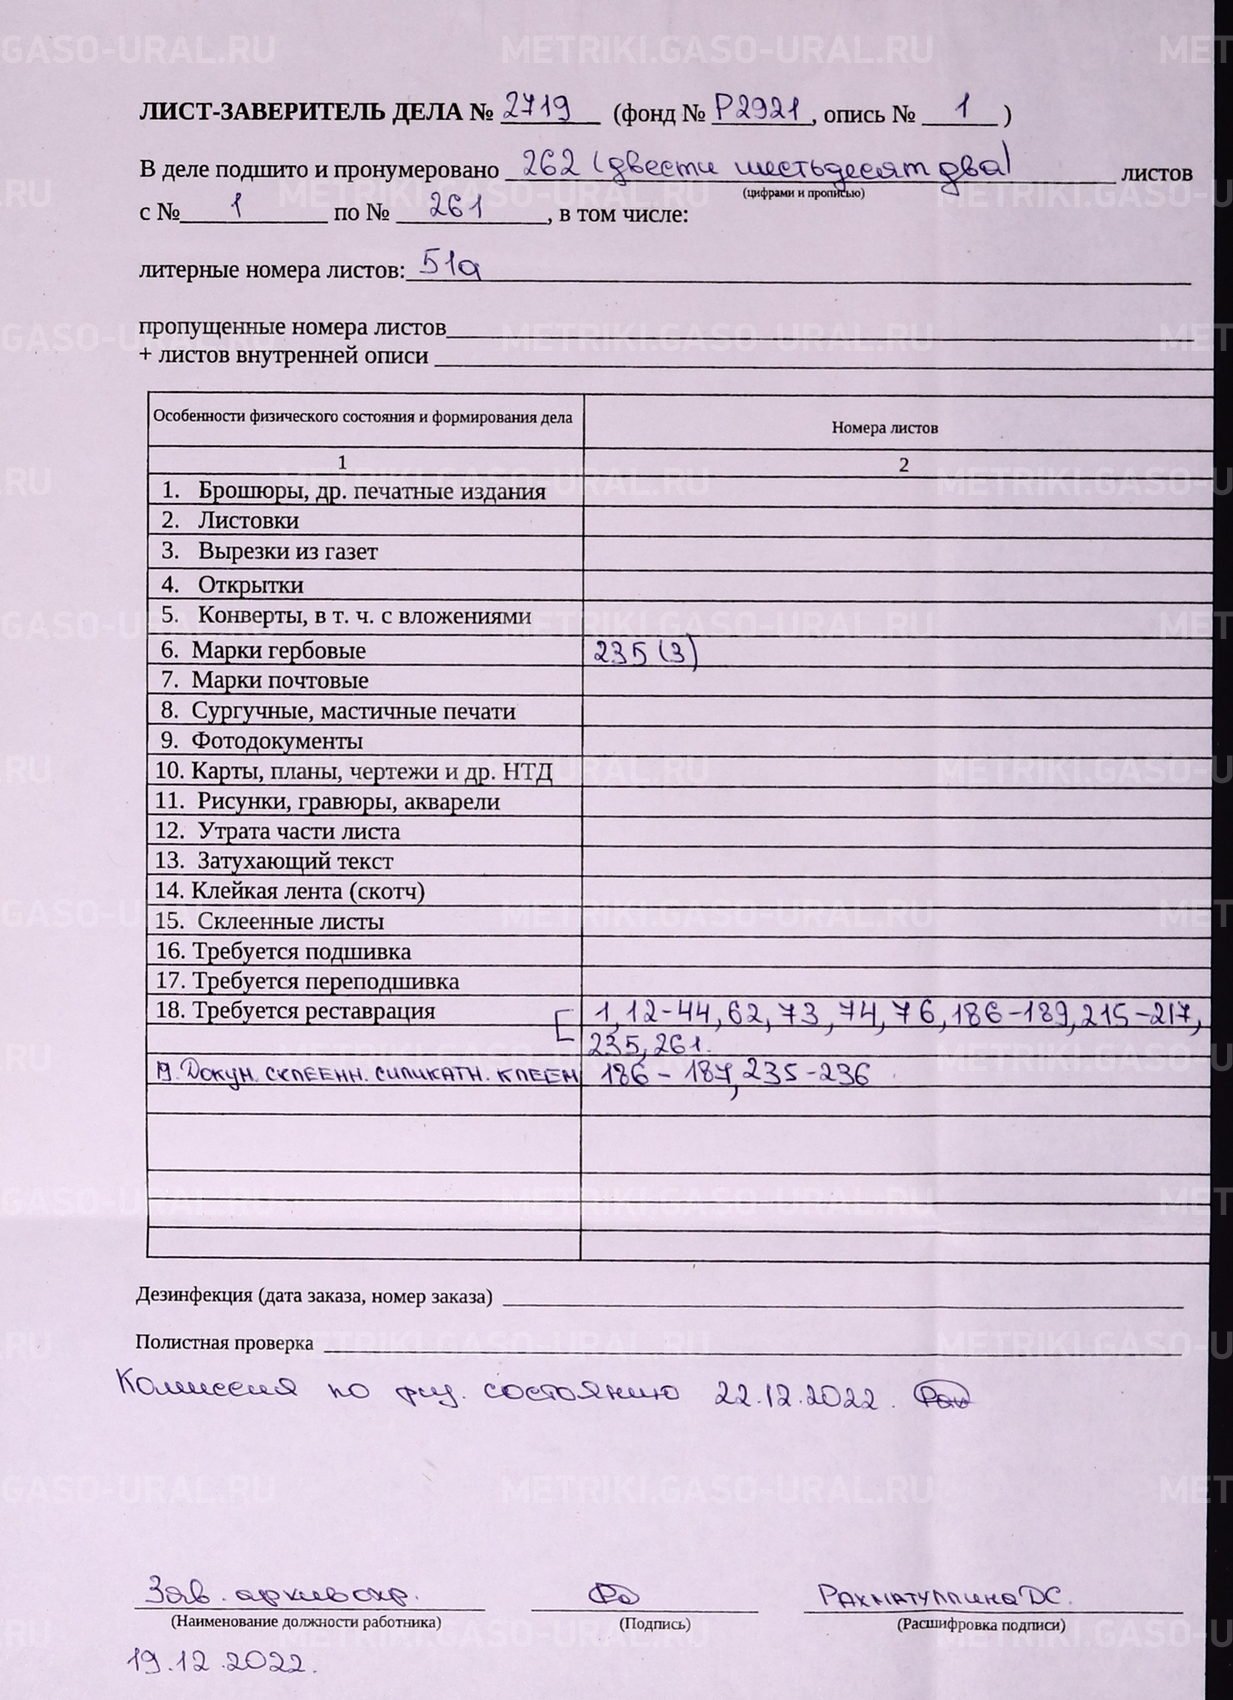 ЛИСТ-ЗАВЕРИТЕЛЬ ДЕЛА № 2719 (фонд № Р2921, опись № 1 )
В деле подшито и пронумеровано 262 (двести шестьдесят два) листов
(цифрами и прописью)
с № 1 по № 261, в том числе:
литерные номера листов: 51а
пропущенные номера листов
+ листов внутренней описи
Особенности физического состояния и формирования дела Номера листов
1 2
1. Брошюры, др. печатные издания
2. Листовки
3. Вырезки из газет
4. Открытки
5. Конверты, в т. ч. с вложениями
6. Марки гербовые 235 (3)
7. Марки почтовые
8. Сургучные, мастичные печати
9. Фотодокументы
10. Карты, планы, чертежи и др. НТД
11. Рисунки, гравюры, акварели
12. Утрата части листа
13. Затухающий текст
14. Клейкая лента (скотч)
15. Склеенные листы
16. Требуется подшивка
17. Требуется переподшивка
18. Требуется реставрация 1, 12-44, 62, 73, 74, 76, 186-189, 215-217,
235, 261.
19. Докум. склеенн. силикатн. клеем 186 - 187, 235-236
Дезинфекция (дата заказа, номер заказа)
Полистная проверка
Комиссия по физ. состоянию 22.12.2022.
Зав. архивохр. Рахматуллина ДС.
(Наименование должности работника) (Подпись) (Расшифровка подписи)
19.12.2022.
METRIKI.GASO-URAL.RU